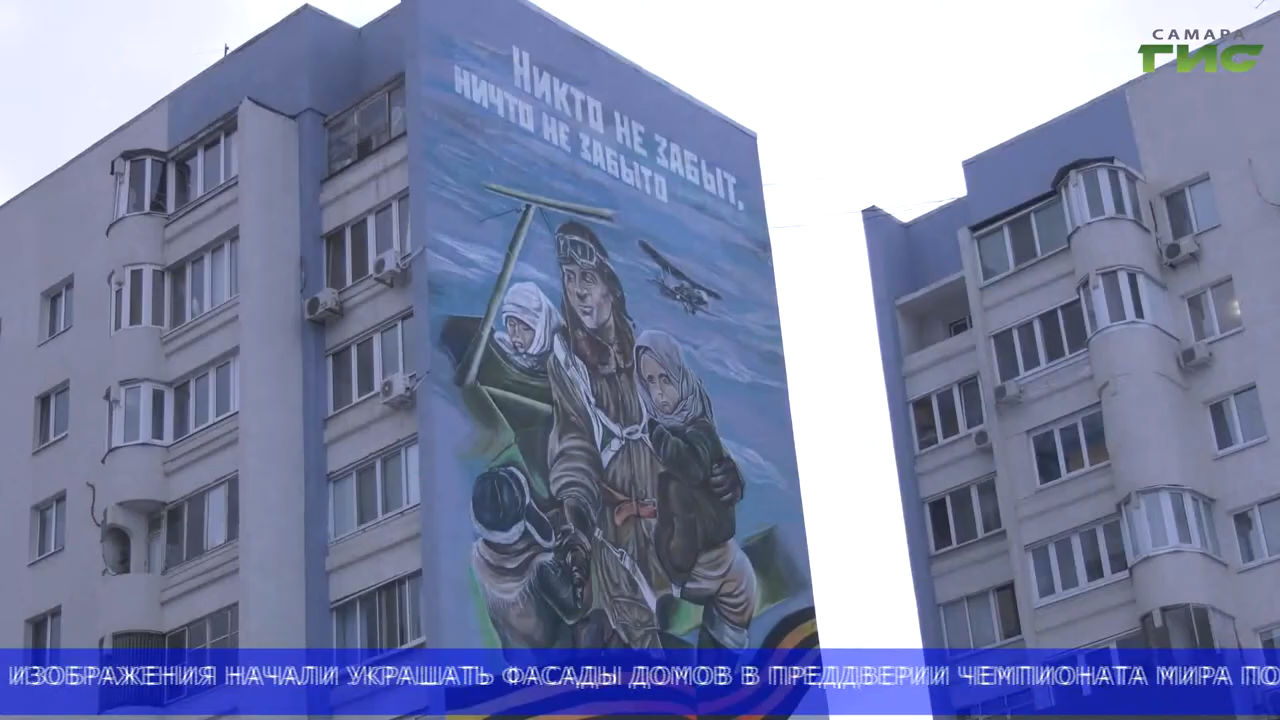 НИКТО НЕ ЗАБЫТ,
НИЧТО НЕ ЗАБЫТО
САМАРА
ГИС
ИЗОБРАЖЕНИЯ НАЧАЛИ УКРАШАТЬ ФАСАДЫ ДОМОВ В ПРЕДДВЕРИИ ЧЕМПИОНАТА МИРА ПО